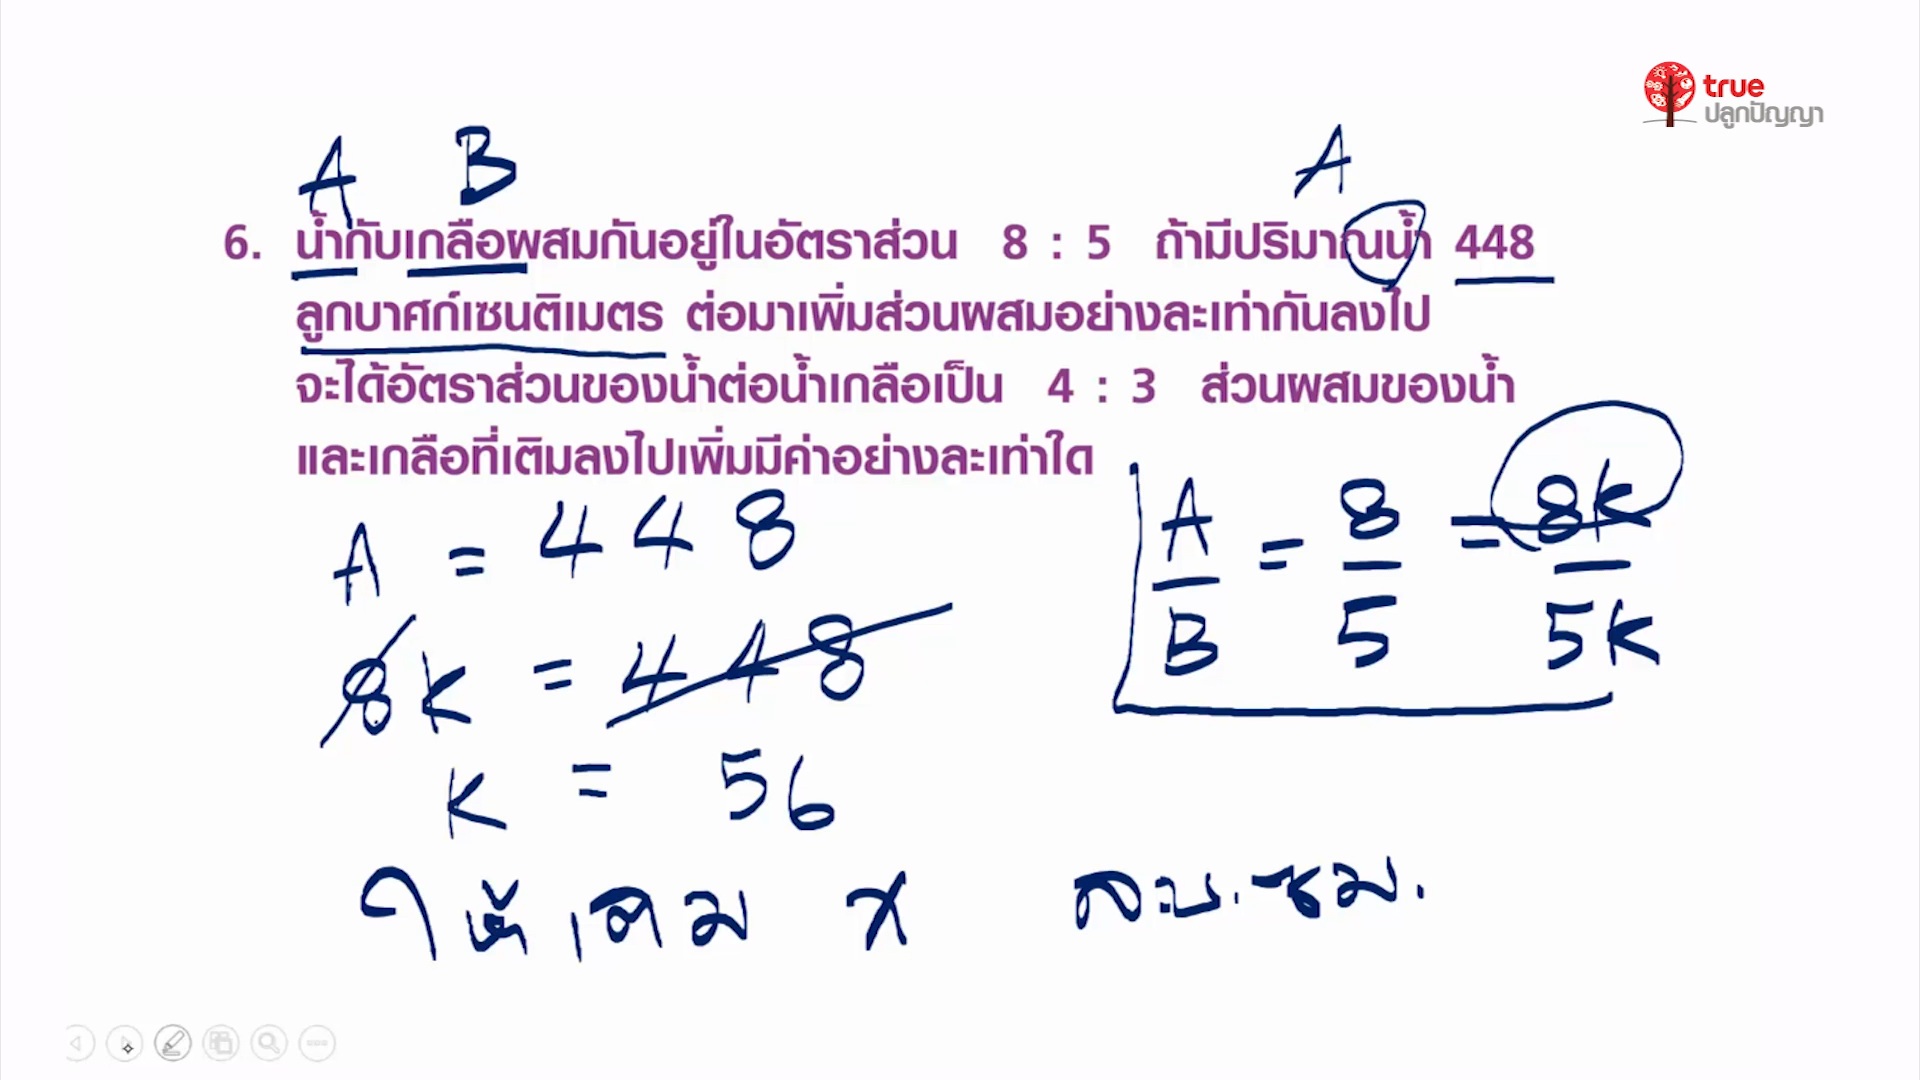 true
ปลูกปัญญา
A B A
6. น้ำกับเกลือผสมกันอยู่ในอัตราส่วน 8 : 5 ถ้ามีปริมาณน้ำ 448
ลูกบาศก์เซนติเมตร ต่อมาเพิ่มส่วนผสมอย่างละเท่ากันลงไป
จะได้อัตราส่วนของน้ำต่อน้ำเกลือเป็น 4 : 3 ส่วนผสมของน้ำ
และเกลือที่เติมลงไปเพิ่มมีค่าอย่างละเท่าใด
A = 448
8K = 448
K = 56
A/B = 8/5 = 8K/5K
ให้เติม x ลบ.ซม.